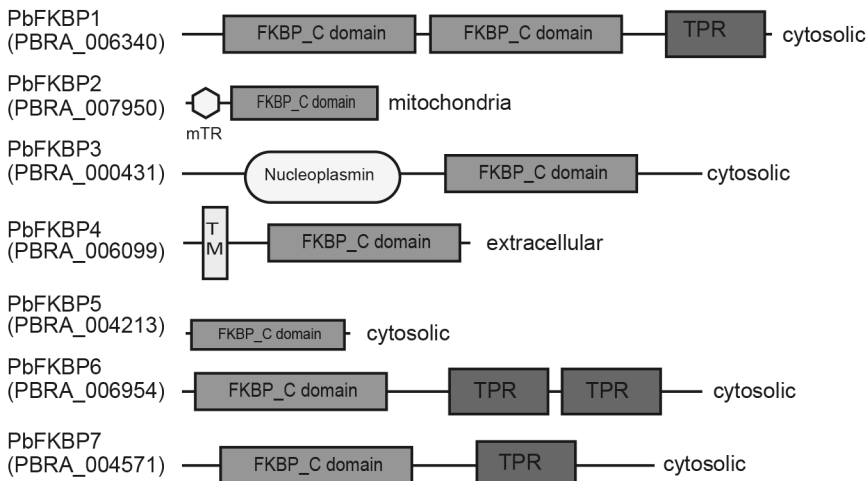 PbFKBP1
(PBRA_006340)
FKBP_C domain FKBP_C domain TPR cytosolic
PbFKBP2
(PBRA_007950)
FKBP_C domain mitochondria
mTR
PbFKBP3
(PBRA_000431)
Nucleoplasmin FKBP_C domain cytosolic
PbFKBP4
(PBRA_006099)
TM FKBP_C domain extracellular
PbFKBP5
(PBRA_004213)
FKBP_C domain cytosolic
PbFKBP6
(PBRA_006954)
FKBP_C domain TPR TPR cytosolic
PbFKBP7
(PBRA_004571)
FKBP_C domain TPR cytosolic